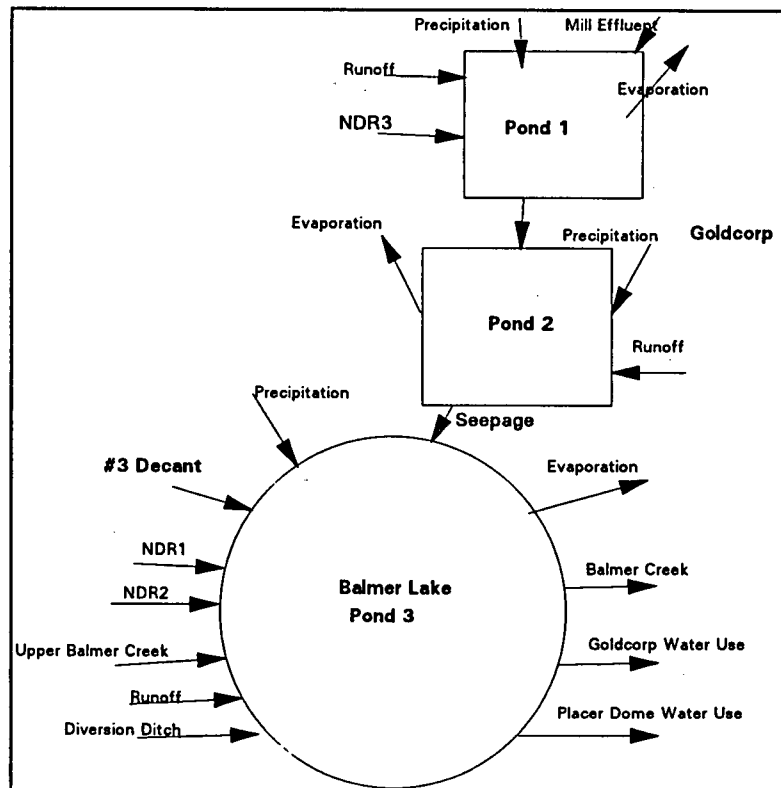 Precipitation Mill Effluent
Runoff
Evaporation
NDR3
Pond 1
Evaporation
Precipitation Goldcorp
Pond 2
Runoff
Precipitation
Seepage
#3 Decant
Evaporation
NDR1
Balmer Creek
NDR2
Balmer Lake
Pond 3
Upper Balmer Creek
Goldcorp Water Use
Runoff
Placer Dome Water Use
Diversion Ditch